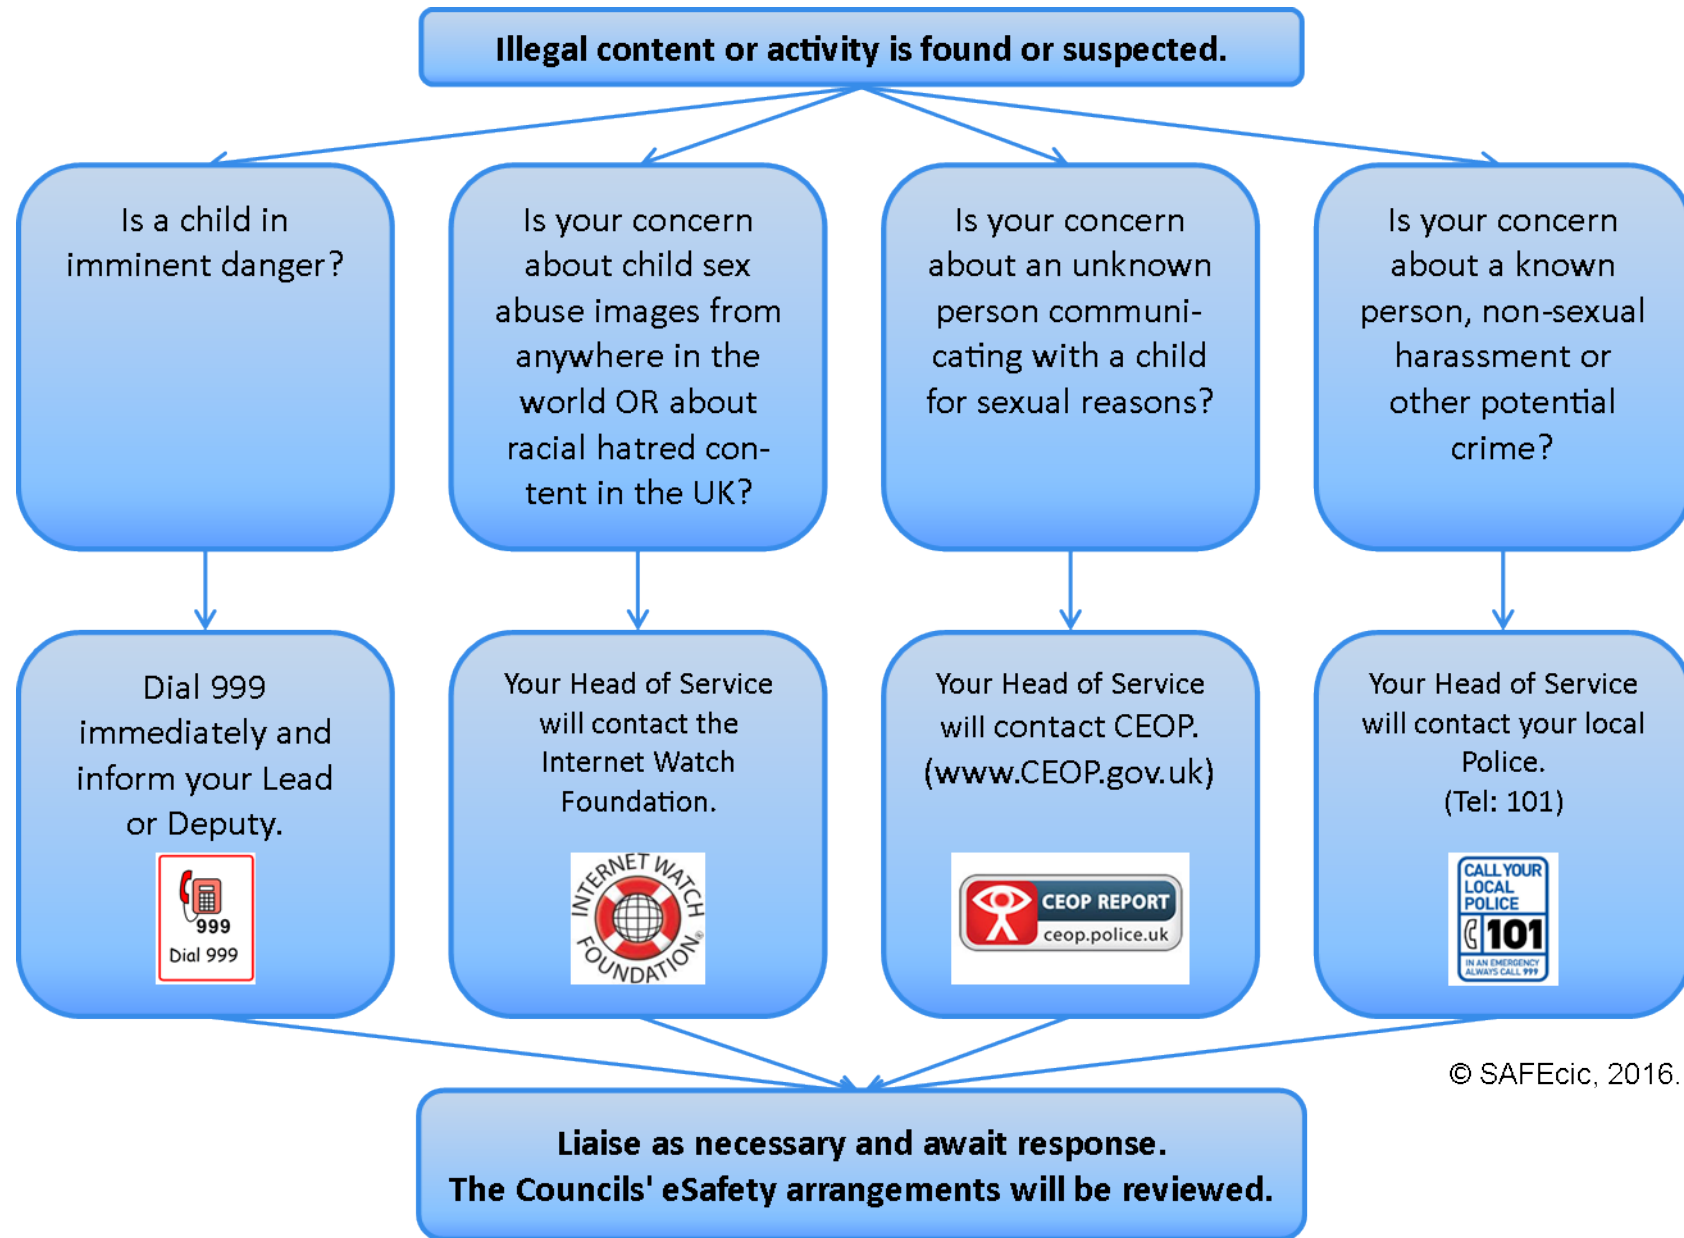 Illegal content or activity is found or suspected.
Is a child in
imminent danger?
Is your concern
about child sex
abuse images from
anywhere in the
world OR about
racial hatred con-
tent in the UK?
Is your concern
about an unknown
person communi-
cating with a child
for sexual reasons?
Is your concern
about a known
person, non-sexual
harassment or
other potential
crime?
Dial 999
immediately and
inform your Lead
or Deputy.
999
Dial 999
Your Head of Service
will contact the
Internet Watch
Foundation.
INTERNET WATCH
FOUNDATION®
Your Head of Service
will contact CEOP.
(www.CEOP.gov.uk)
CEOP REPORT
ceop.police.uk
Your Head of Service
will contact your local
Police.
(Tel: 101)
CALL YOUR
LOCAL
POLICE
101
IN AN EMERGENCY
ALWAYS CALL 999
© SAFEcic, 2016.
Liaise as necessary and await response.
The Councils' eSafety arrangements will be reviewed.